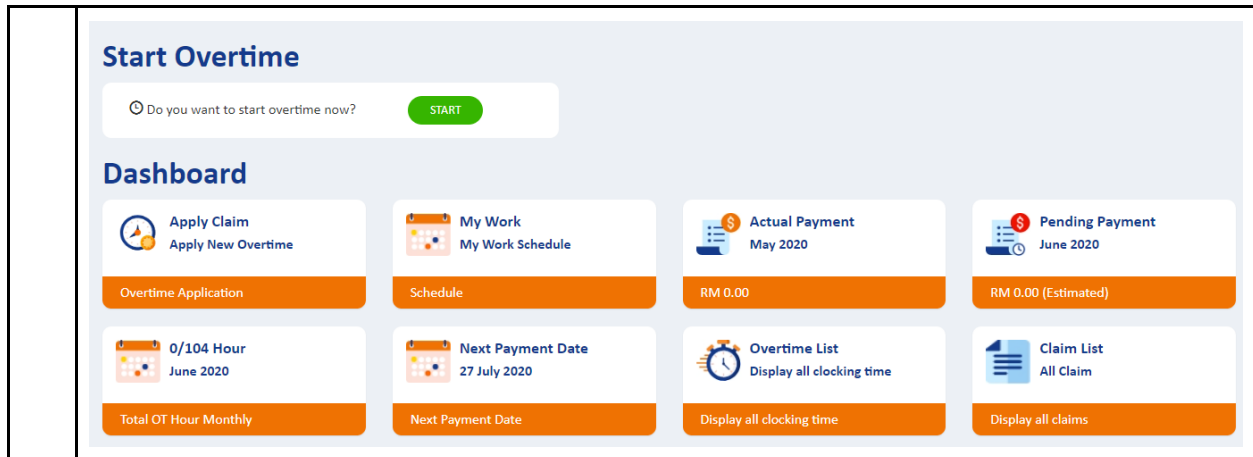 Start Overtime
Do you want to start overtime now?
START
Dashboard
Apply Claim
Apply New Overtime
Overtime Application
My Work
My Work Schedule
Schedule
Actual Payment
May 2020
RM 0.00
Pending Payment
June 2020
RM 0.00 (Estimated)
0/104 Hour
June 2020
Total OT Hour Monthly
Next Payment Date
27 July 2020
Next Payment Date
Overtime List
Display all clocking time
Display all clocking time
Claim List
All Claim
Display all claims